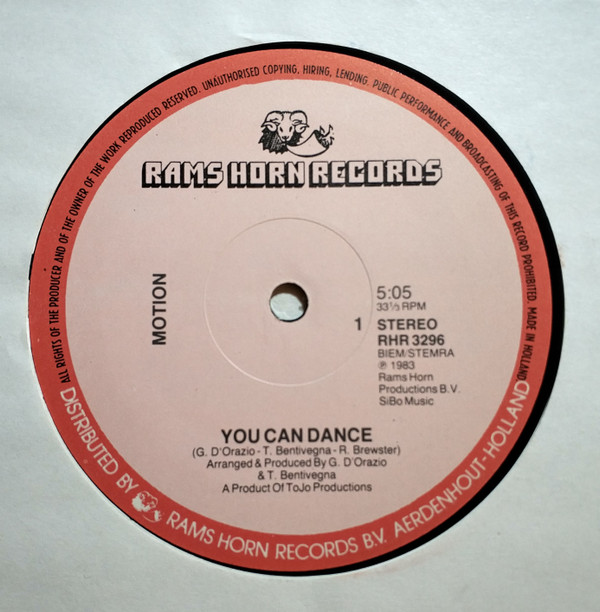 ALL RIGHTS OF THE PRODUCER AND OF THE OWNER OF THE WORK REPRODUCED RESERVED. UNAUTHORISED COPYING, HIRING, LENDING, PUBLIC PERFORMANCE AND BROADCASTING OF THIS RECORD PROHIBITED. MADE IN HOLLAND
RAMS HORN RECORDS
MOTION
5:05
33⅓ RPM
1 STEREO
RHR 3296
BIEM/STEMRA
℗ 1983
Rams Horn
Productions B.V.
SiBo Music
YOU CAN DANCE
(G. D'Orazio - T. Bentivegna - R. Brewster)
Arranged & Produced By G. D'Orazio
& T. Bentivegna
A Product Of ToJo Productions
DISTRIBUTED BY RAMS HORN RECORDS B.V. AERDENHOUT - HOLLAND